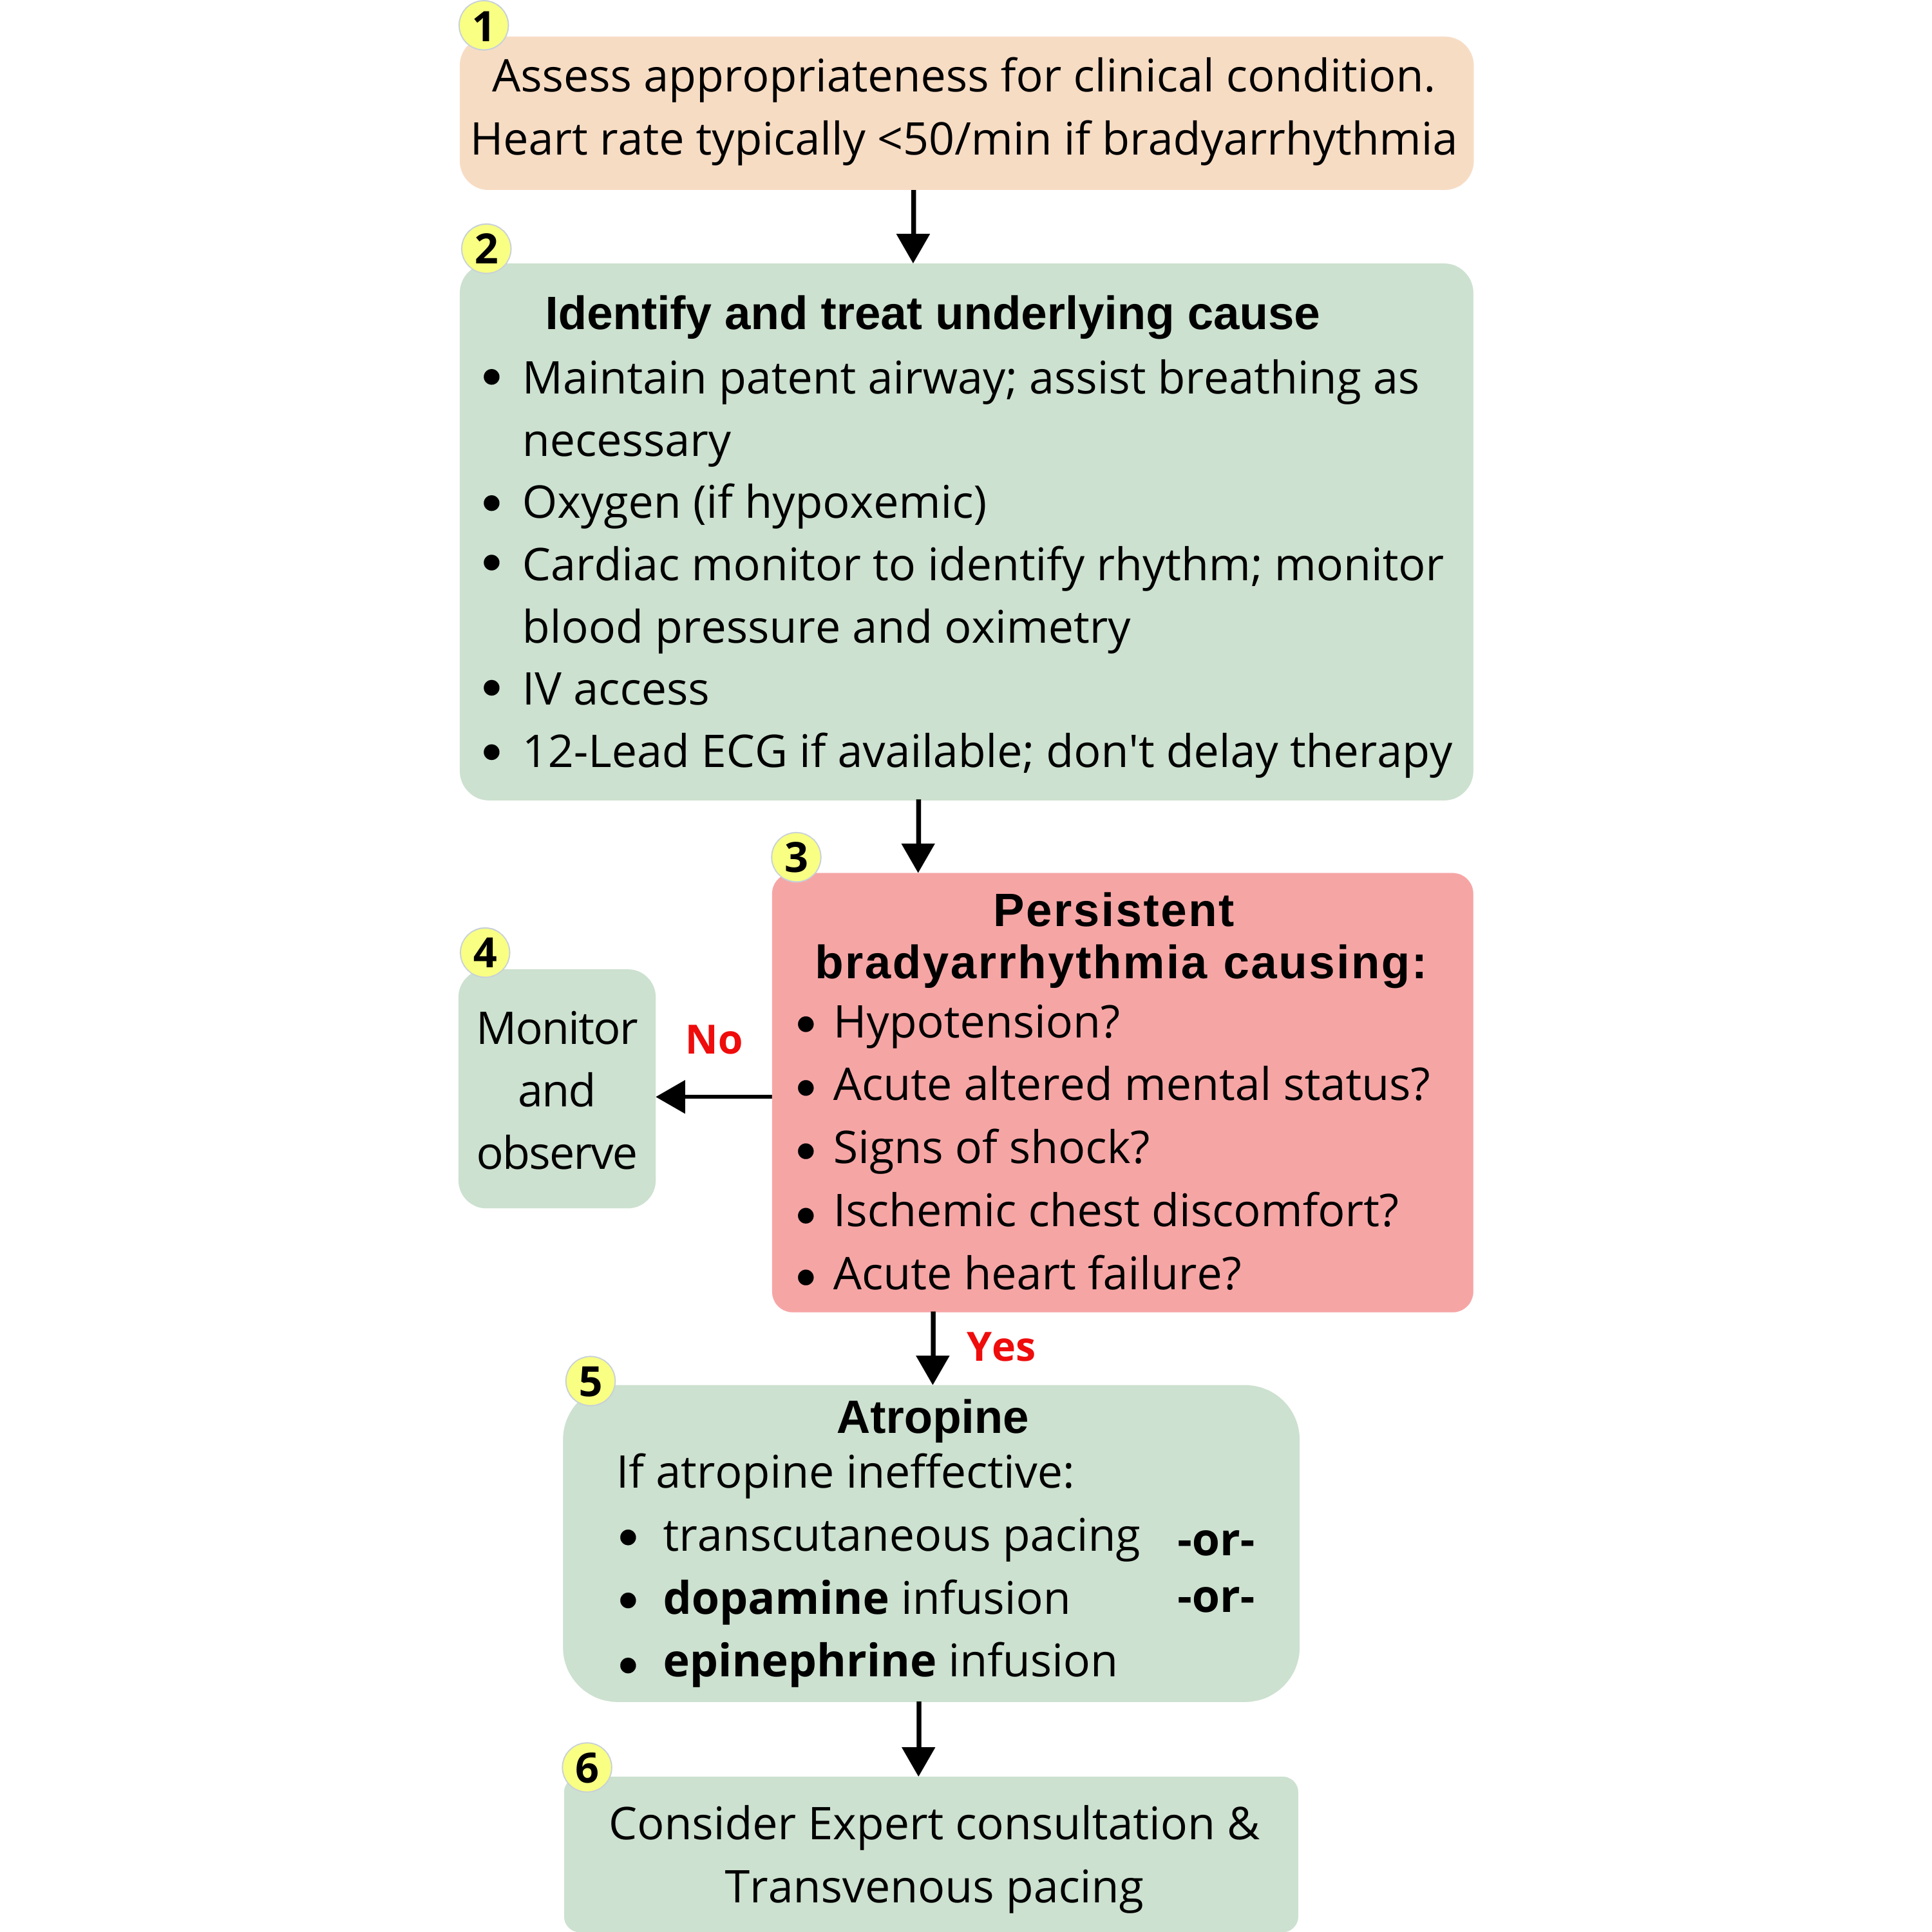 1
Assess appropriateness for clinical condition.
Heart rate typically <50/min if bradyarrhythmia
2
Identify and treat underlying cause
• Maintain patent airway; assist breathing as
necessary
• Oxygen (if hypoxemic)
• Cardiac monitor to identify rhythm; monitor
blood pressure and oximetry
• IV access
• 12-Lead ECG if available; don't delay therapy
3
Persistent
bradyarrhythmia causing:
• Hypotension?
• Acute altered mental status?
• Signs of shock?
• Ischemic chest discomfort?
• Acute heart failure?
No
4
Monitor
and
observe
Yes
5
Atropine
If atropine ineffective:
• transcutaneous pacing -or-
• dopamine infusion -or-
• epinephrine infusion
6
Consider Expert consultation &
Transvenous pacing